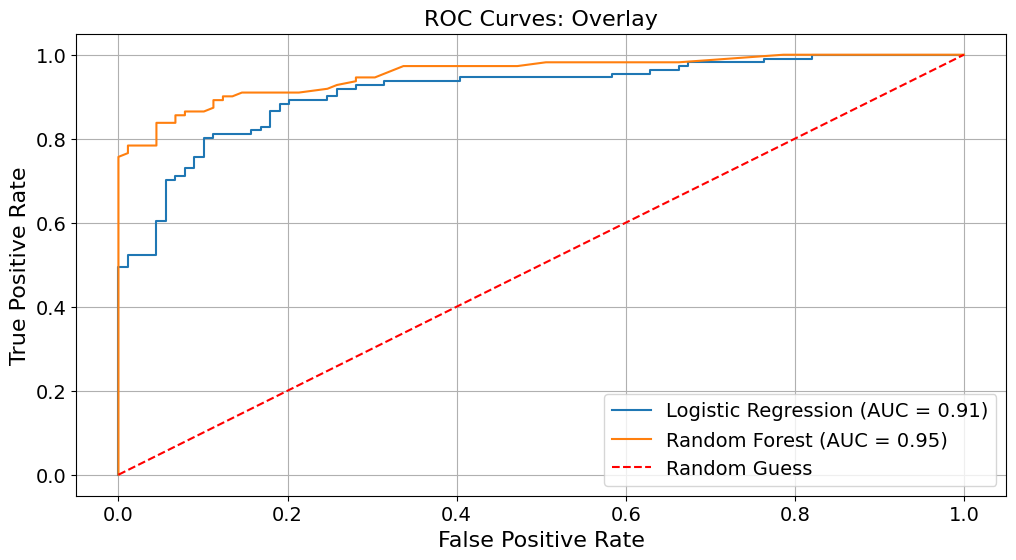 ROC Curves: Overlay
True Positive Rate
1.0
0.8
0.6
0.4
0.2
0.0
0.0 0.2 0.4 0.6 0.8 1.0
False Positive Rate
Logistic Regression (AUC = 0.91)
Random Forest (AUC = 0.95)
Random Guess